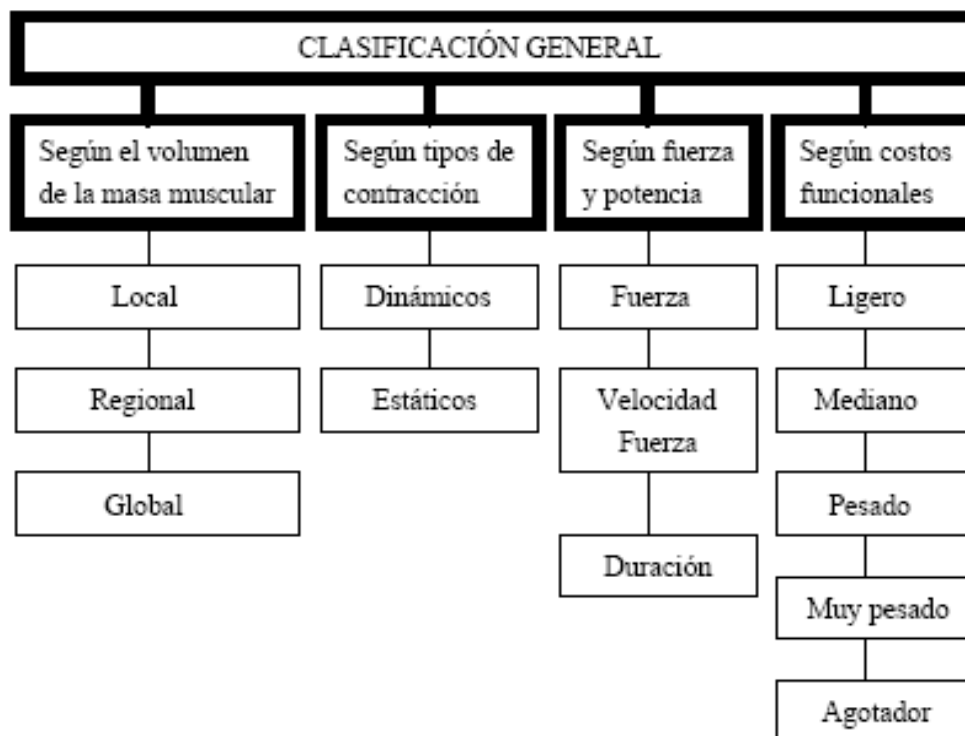 CLASIFICACIÓN GENERAL
Según el volumen
de la masa muscular
Local
Regional
Global
Según tipos de
contracción
Dinámicos
Estáticos
Según fuerza
y potencia
Fuerza
Velocidad
Fuerza
Duración
Según costos
funcionales
Ligero
Mediano
Pesado
Muy pesado
Agotador